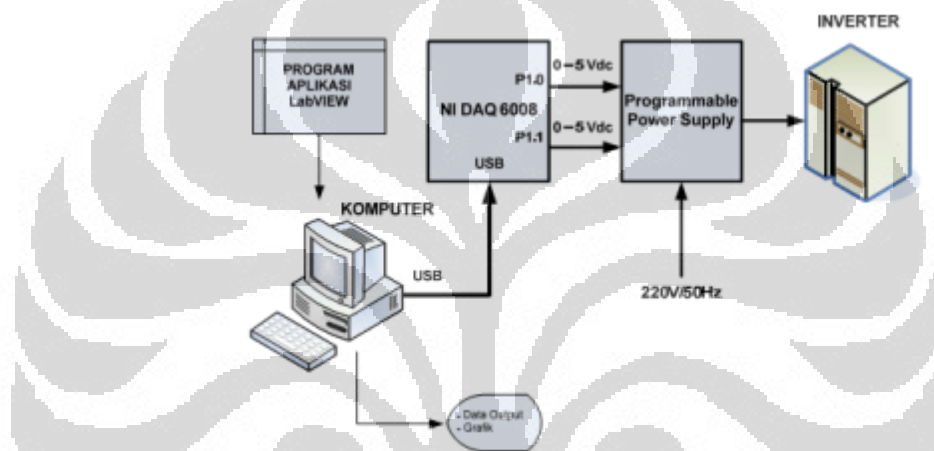 INVERTER
PROGRAM
APLIKASI
LabVIEW
NI DAQ 6008
P1.0
P1.1
USB
0－5 Vdc
0－5 Vdc
Programmable
Power Supply
KOMPUTER
USB
220V/50Hz
- Data Output
- Grafik